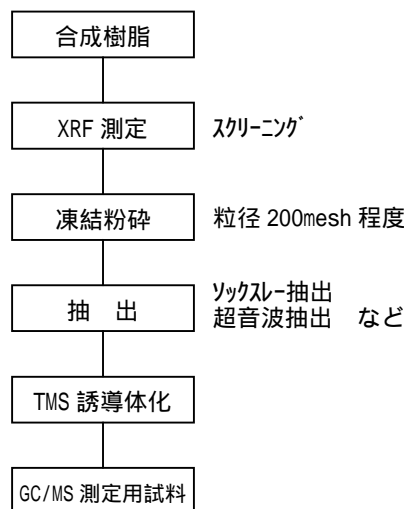 合成樹脂
XRF 測定 ｽｸﾘｰﾆﾝｸﾞ
凍結粉砕 粒径 200mesh 程度
抽　出 ｿｯｸｽﾚｰ抽出
超音波抽出　など
TMS 誘導体化
GC/MS 測定用試料